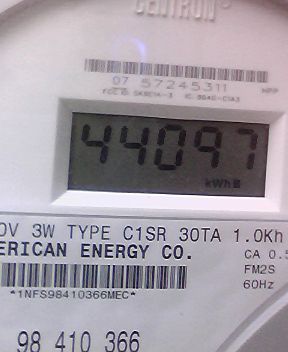 CENTRON®
07 57245311
44097
kWh
3W TYPE C1SR 30TA 1.0Kh
ERICAN ENERGY CO.
CA 0.5
*1NFS98410366MEC*
FM2S
60Hz
98 410 366